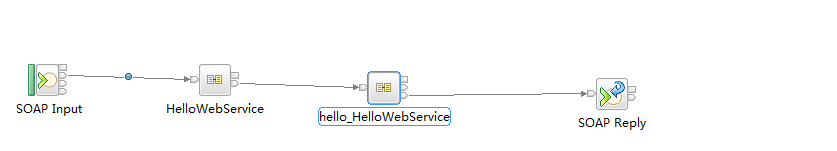 SOAP Input
HelloWebService
hello_HelloWebService
SOAP Reply